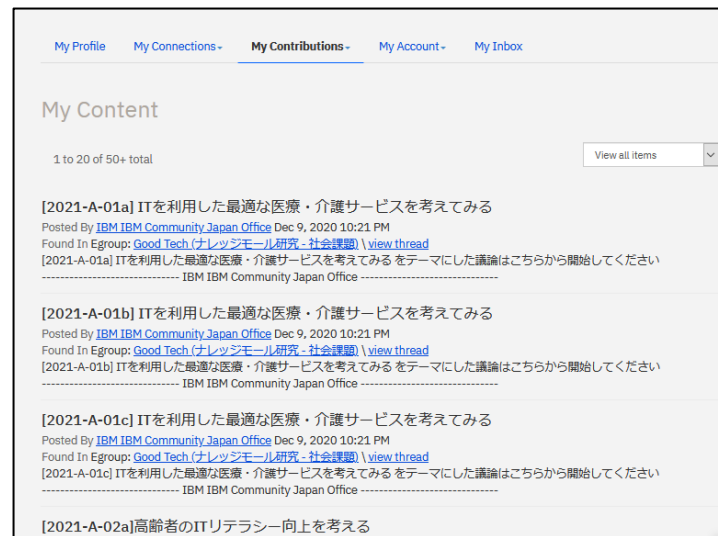 My Profile My Connections My Contributions My Account My Inbox
My Content
1 to 20 of 50+ total
View all items
[2021-A-01a] ITを利用した最適な医療・介護サービスを考えてみる
Posted By IBM IBM Community Japan Office Dec 9, 2020 10:21 PM
Found In Egroup: Good Tech (ナレッジモール研究 - 社会課題) \ view thread
[2021-A-01a] ITを利用した最適な医療・介護サービスを考えてみる をテーマにした議論はこちらから開始してください
------------------------------ IBM IBM Community Japan Office ------------------------------
[2021-A-01b] ITを利用した最適な医療・介護サービスを考えてみる
Posted By IBM IBM Community Japan Office Dec 9, 2020 10:21 PM
Found In Egroup: Good Tech (ナレッジモール研究 - 社会課題) \ view thread
[2021-A-01b] ITを利用した最適な医療・介護サービスを考えてみる をテーマにした議論はこちらから開始してください
------------------------------ IBM IBM Community Japan Office ------------------------------
[2021-A-01c] ITを利用した最適な医療・介護サービスを考えてみる
Posted By IBM IBM Community Japan Office Dec 9, 2020 10:21 PM
Found In Egroup: Good Tech (ナレッジモール研究 - 社会課題) \ view thread
[2021-A-01c] ITを利用した最適な医療・介護サービスを考えてみる をテーマにした議論はこちらから開始してください
------------------------------ IBM IBM Community Japan Office ------------------------------
[2021-A-02a]高齢者のITリテラシー向上を考える